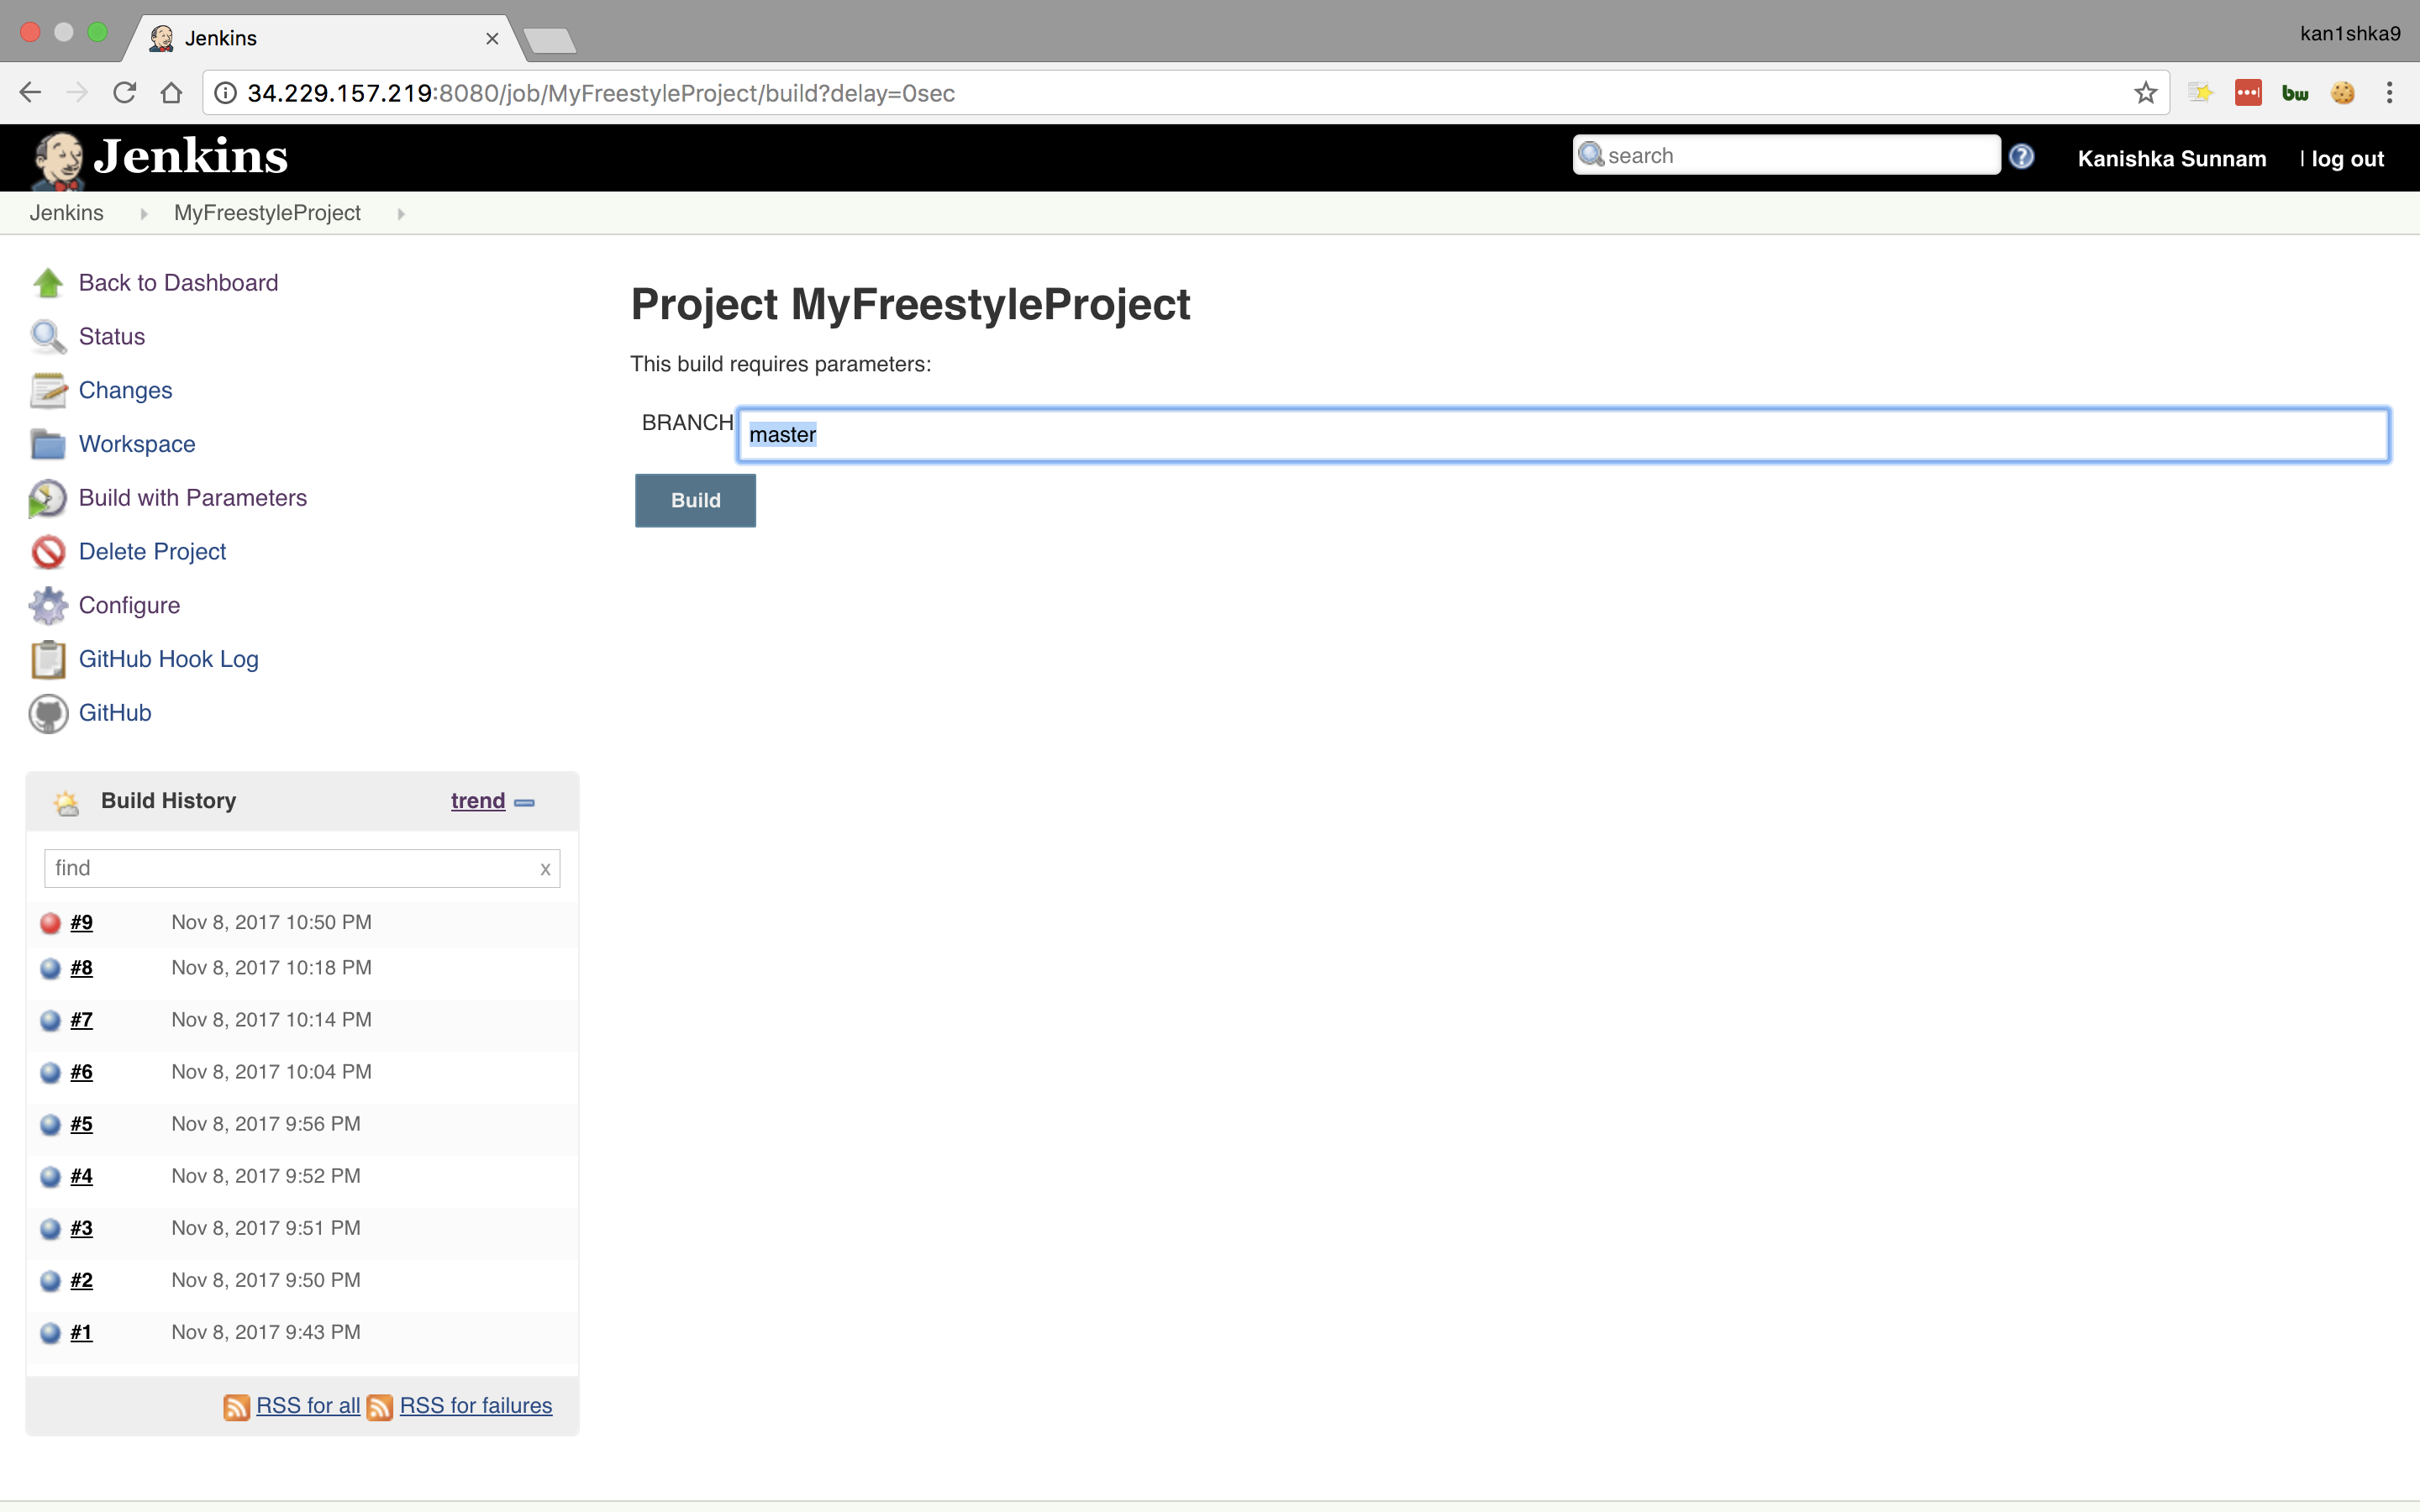 Jenkins
kan1shka9
34.229.157.219:8080/job/MyFreestyleProject/build?delay=0sec
bw
Jenkins
search
Kanishka Sunnam | log out
Jenkins MyFreestyleProject
Back to Dashboard
Status
Changes
Workspace
Build with Parameters
Delete Project
Configure
GitHub Hook Log
GitHub
Project MyFreestyleProject
This build requires parameters:
BRANCH master
Build
Build History trend
find x
#9 Nov 8, 2017 10:50 PM
#8 Nov 8, 2017 10:18 PM
#7 Nov 8, 2017 10:14 PM
#6 Nov 8, 2017 10:04 PM
#5 Nov 8, 2017 9:56 PM
#4 Nov 8, 2017 9:52 PM
#3 Nov 8, 2017 9:51 PM
#2 Nov 8, 2017 9:50 PM
#1 Nov 8, 2017 9:43 PM
RSS for all RSS for failures